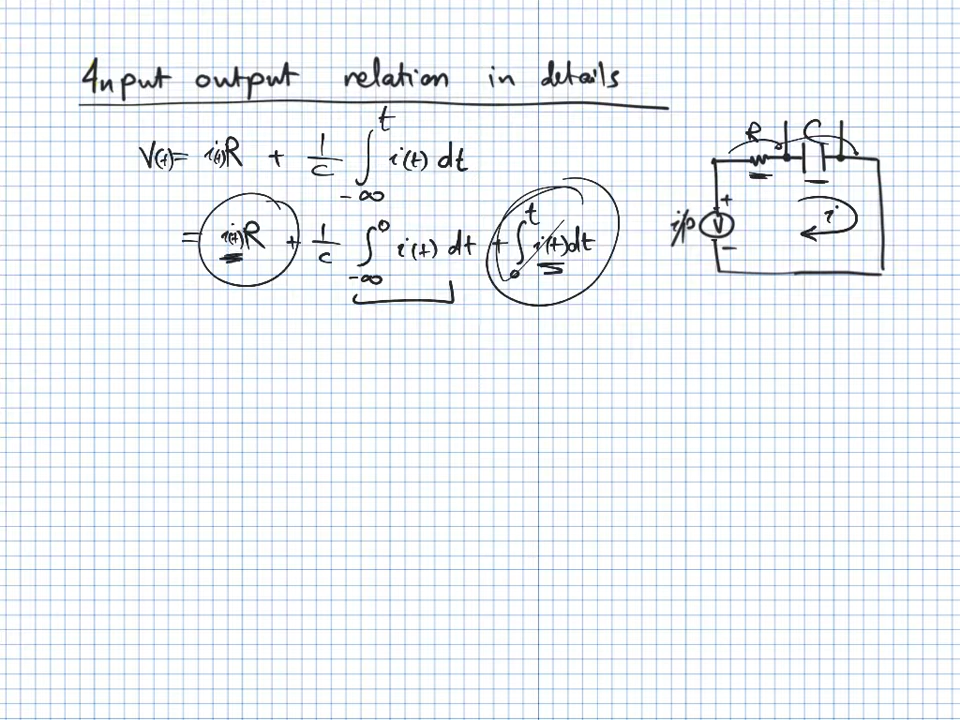 Input output relation in details
V(t) = i(t)R + 1/C ∫_{-∞}^{t} i(t) dt
= i(t)R + 1/C ∫_{-∞}^{0} i(t) dt + ∫_{0}^{t} i(t) dt
R C
i/p V + -
i